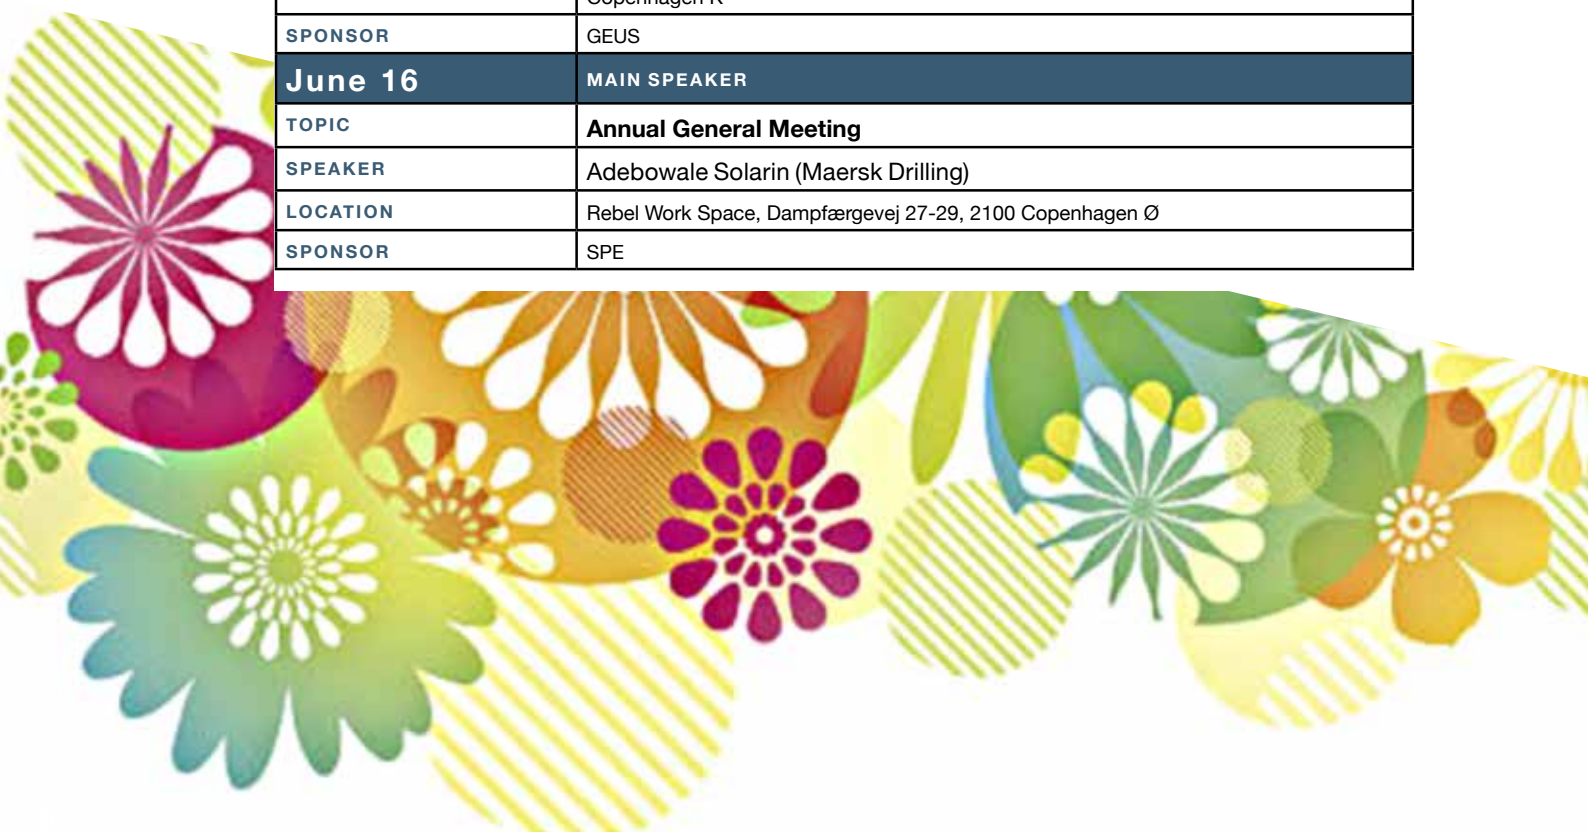 Copenhagen K
SPONSOR GEUS
June 16 MAIN SPEAKER
TOPIC Annual General Meeting
SPEAKER Adebowale Solarin (Maersk Drilling)
LOCATION Rebel Work Space, Dampfærgevej 27-29, 2100 Copenhagen Ø
SPONSOR SPE